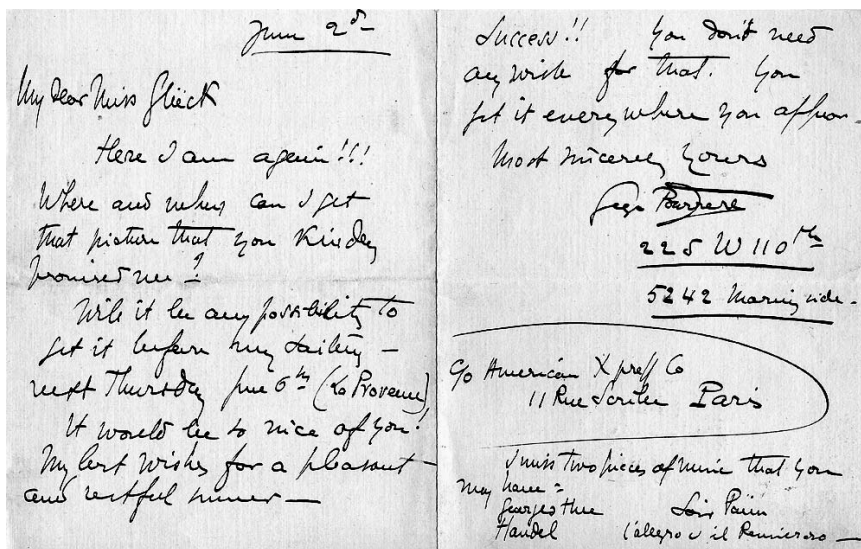 June 2d
My dear Miss Glück
Here I am again!!!
Where and when can I get
that picture that you kindly
promised me?
Will it be any possibility to
get it before my sailing –
next Thursday june 6th (La Provence)
It would be so nice of you!
My best wishes for a pleasant
and restful summer —
Success!! You don't need
any wish for that. You
get it everywhere you appear –
Most sincerely yours
George Barrere
225 W 110th
5242 Morningside –
c/o American Xpress Co
11 Rue Scribe Paris
I miss two pieces of mine that you
may have =
Georges Hue Soir Païen
Handel L'allegro & il Penseroso —